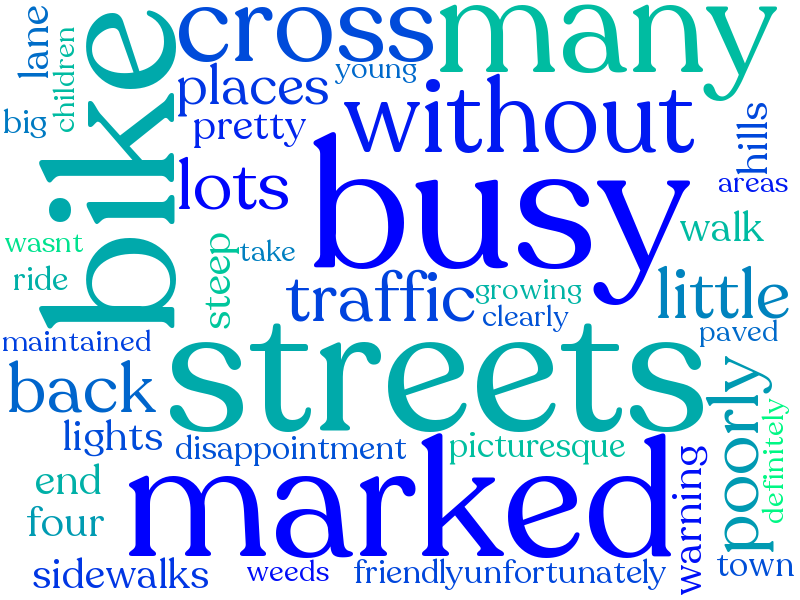 lane
children
big
bike
cross
many
young
places
pretty
without
hills
areas
lots
busy
walk
wasnt
ride
steep
take
traffic
growing
clearly
little
paved
maintained
streets
back
lights
disappointment
picturesque
poorly
definitely
end
four
marked
warning
sidewalks
weeds
friendly
unfortunately
town